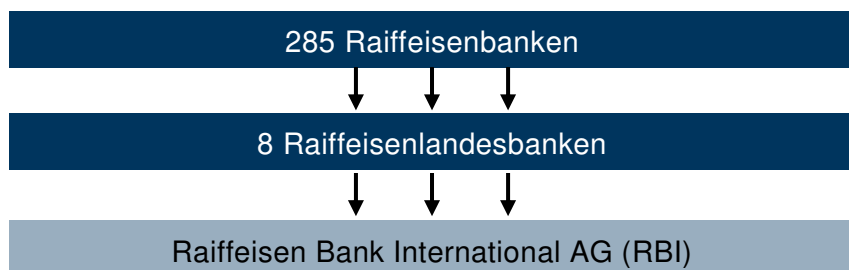 285 Raiffeisenbanken
8 Raiffeisenlandesbanken
Raiffeisen Bank International AG (RBI)